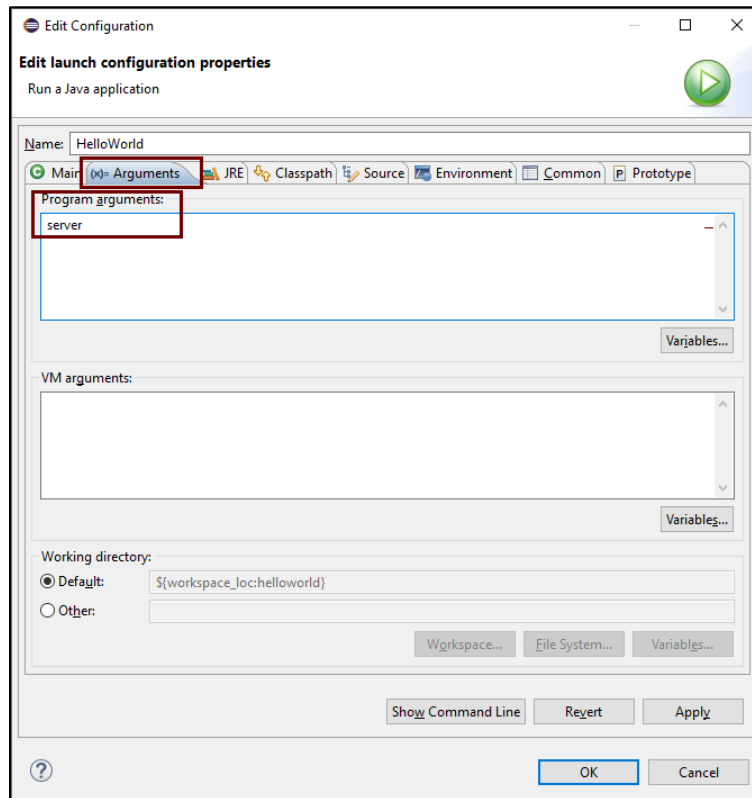 Edit Configuration
Edit launch configuration properties
Run a Java application
Name: HelloWorld
Main (x)= Arguments JRE Classpath Source Environment Common Prototype
Program arguments:
server
Variables...
VM arguments:
Variables...
Working directory:
Default: ${workspace_loc:helloworld}
Other:
Workspace... File System... Variables...
Show Command Line Revert Apply
OK Cancel